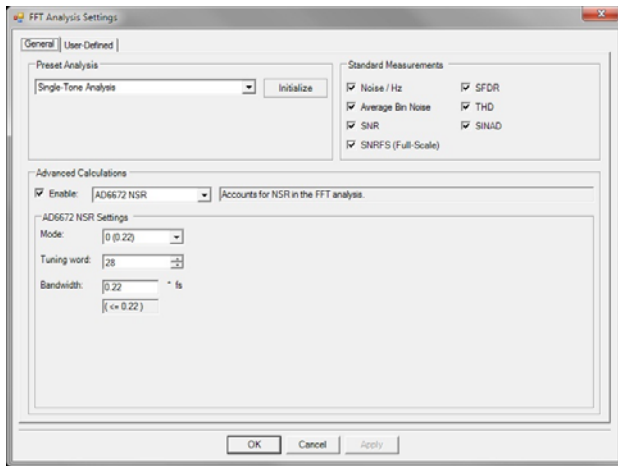 FFT Analysis Settings
General User-Defined
Preset Analysis
Single-Tone Analysis
Initialize
Standard Measurements
Noise / Hz
SFDR
Average Bin Noise
THD
SNR
SINAD
SNRFS (Full-Scale)
Advanced Calculations
Enable: AD6672 NSR Accounts for NSR in the FFT analysis.
AD6672 NSR Settings
Mode: 0 (0.22)
Tuning word: 28
Bandwidth: 0.22 * fs
( <= 0.22 )
OK Cancel Apply